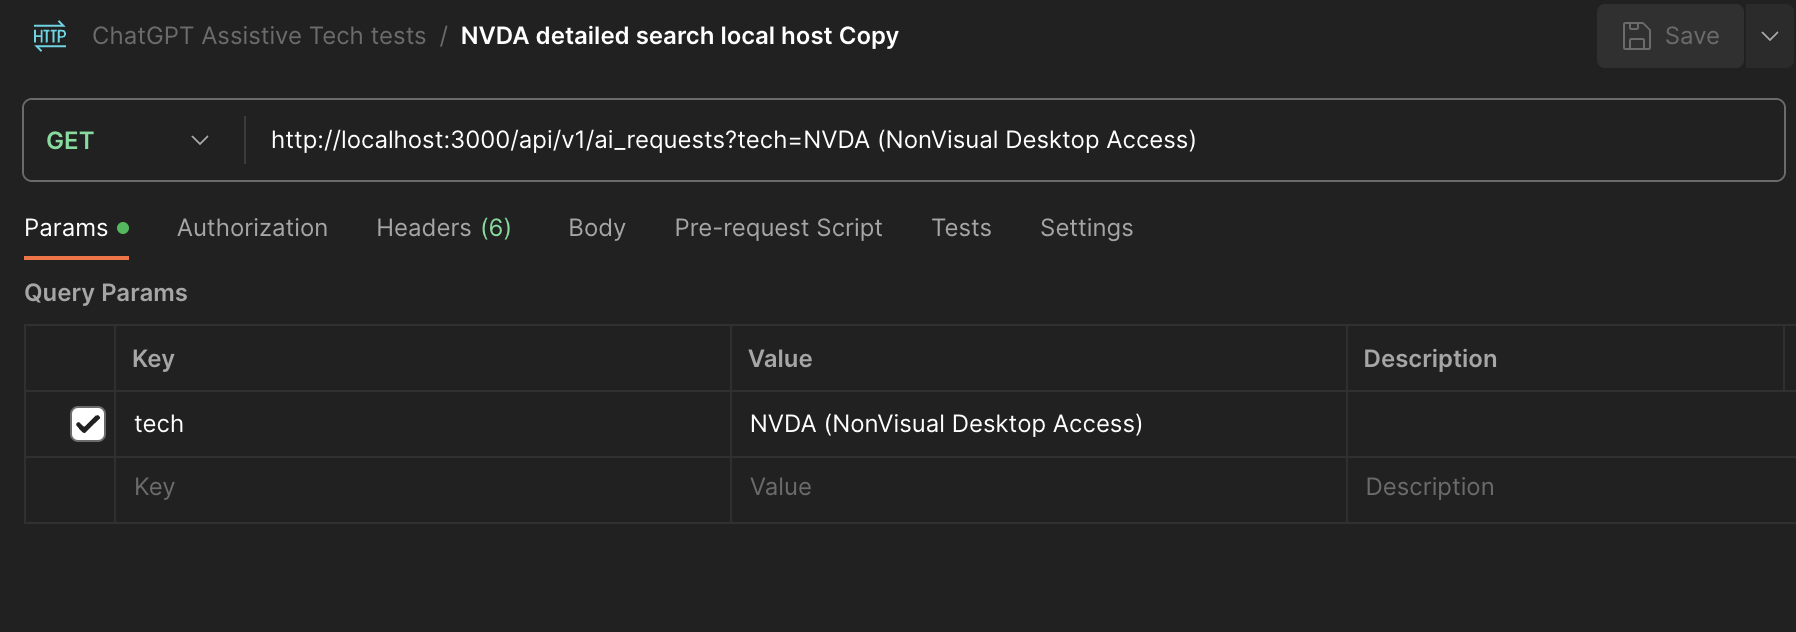 HTTP ChatGPT Assistive Tech tests / NVDA detailed search local host Copy Save
GET http://localhost:3000/api/v1/ai_requests?tech=NVDA (NonVisual Desktop Access)
Params Authorization Headers (6) Body Pre-request Script Tests Settings
Query Params
Key Value Description
tech NVDA (NonVisual Desktop Access)
Key Value Description